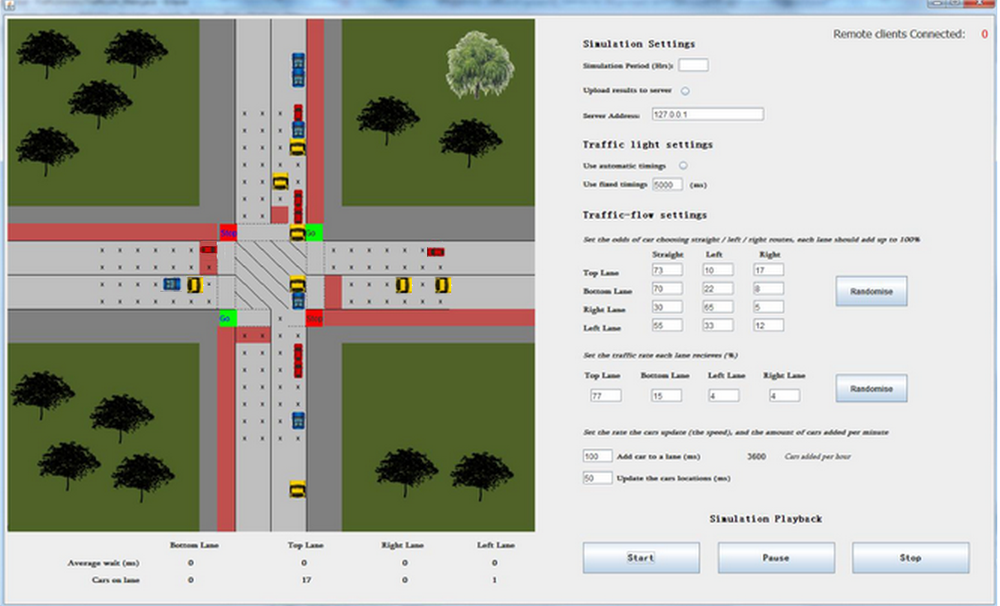 Remote clients Connected: 0
Simulation Settings
Simulation Period (Hrs):
Upload results to server
Server Address: 127.0.0.1
Traffic light settings
Use automatic timings
Use fixed timings 5000 (ms)
Traffic-flow settings
Set the odds of car choosing straight / left / right routes, each lane should add up to 100%
Straight Left Right
Top Lane 73 10 17
Bottom Lane 70 22 8
Right Lane 30 65 5
Left Lane 55 33 12
Randomise
Set the traffic rate each lane recieves (%)
Top Lane Bottom Lane Left Lane Right Lane
77 15 4 4
Randomise
Set the rate the cars update (the speed), and the amount of cars added per minute
100 Add car to a lane (ms) 3600 Cars added per hour
50 Update the cars locations (ms)
Simulation Playback
Start Pause Stop
Stop Go
Go Stop
Bottom Lane Top Lane Right Lane Left Lane
Average wait (ms) 0 0 0 0
Cars on lane 0 17 0 1